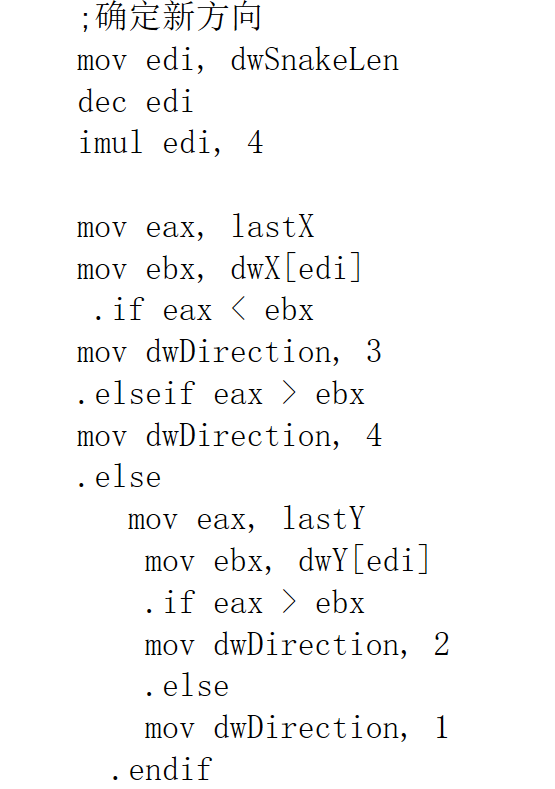 ;确定新方向
mov edi, dwSnakeLen
dec edi
imul edi, 4
mov eax, lastX
mov ebx, dwX[edi]
.if eax < ebx
mov dwDirection, 3
.elseif eax > ebx
mov dwDirection, 4
.else
mov eax, lastY
mov ebx, dwY[edi]
.if eax > ebx
mov dwDirection, 2
.else
mov dwDirection, 1
.endif